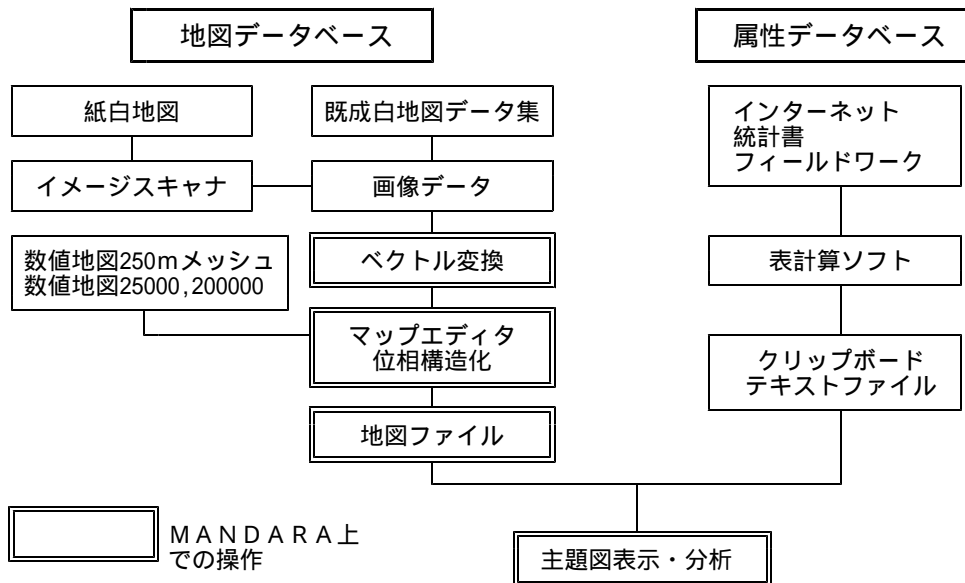 地図データベース
属性データベース
紙白地図
既成白地図データ集
インターネット
統計書
フィールドワーク
イメージスキャナ
画像データ
数値地図250mメッシュ
数値地図25000,200000
ベクトル変換
表計算ソフト
マップエディタ
位相構造化
クリップボード
テキストファイル
地図ファイル
MANDARA上
での操作
主題図表示・分析